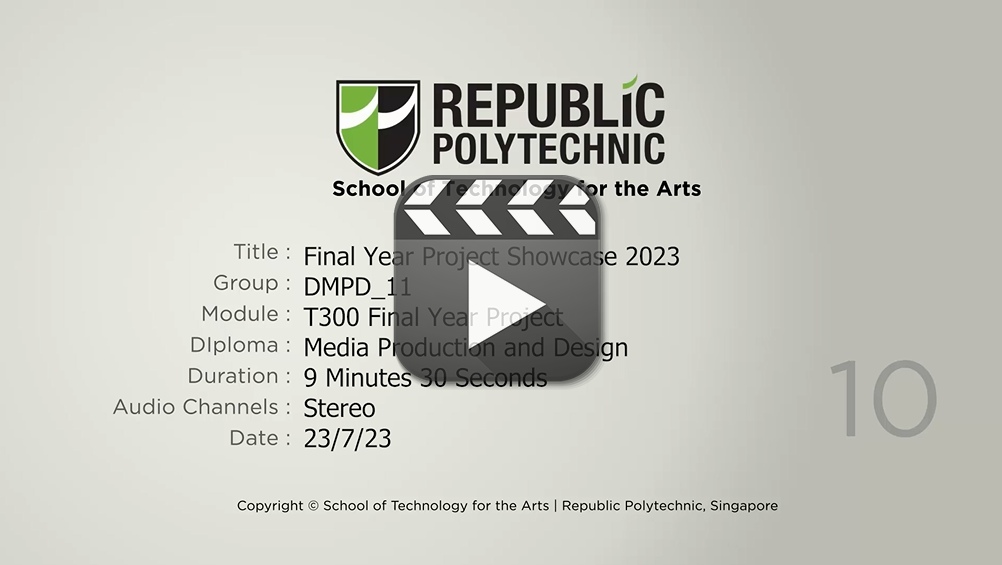 REPUBLIC
POLYTECHNIC
School of Technology for the Arts
Title : Final Year Project Showcase 2023
Group : DMPD_11
Module : T300 Final Year Project
DIploma : Media Production and Design
Duration : 9 Minutes 30 Seconds
Audio Channels : Stereo
Date : 23/7/23
10
Copyright © School of Technology for the Arts | Republic Polytechnic, Singapore